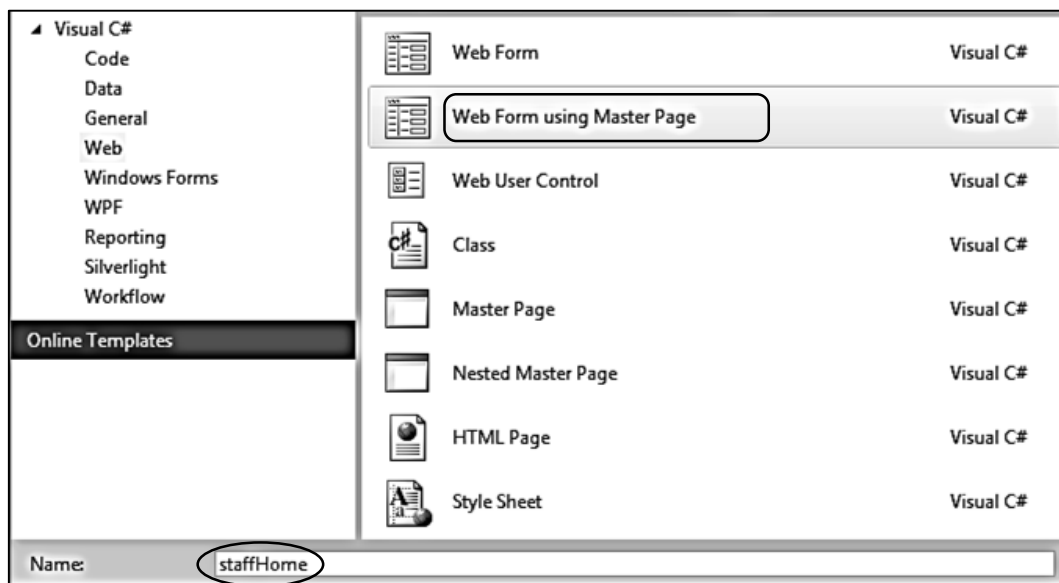 Visual C#
Code
Data
General
Web
Windows Forms
WPF
Reporting
Silverlight
Workflow
Online Templates
Web Form Visual C#
Web Form using Master Page Visual C#
Web User Control Visual C#
Class Visual C#
Master Page Visual C#
Nested Master Page Visual C#
HTML Page Visual C#
Style Sheet Visual C#
Name: staffHome